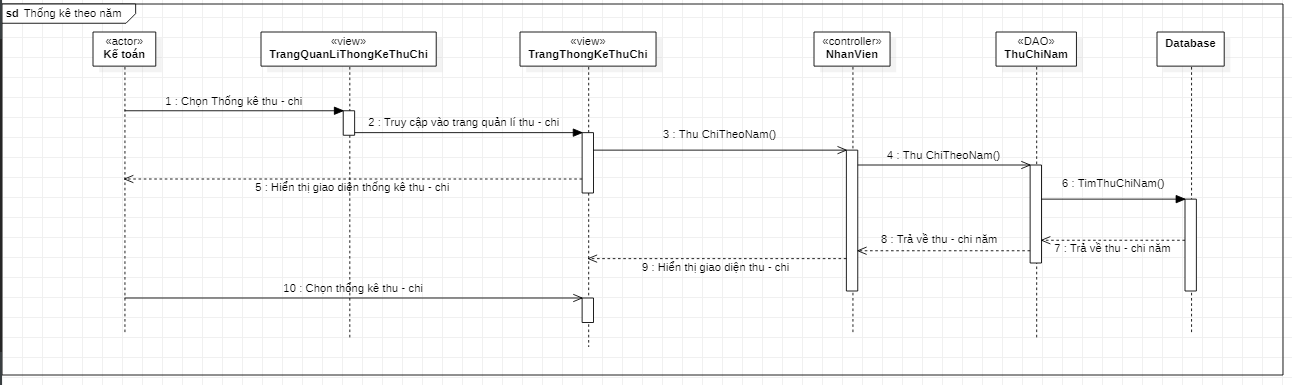 sd Thống kê theo năm
«actor»
Kế toán
«view»
TrangQuanLiThongKeThuChi
«view»
TrangThongKeThuChi
«controller»
NhanVien
«DAO»
ThuChiNam
Database
1 : Chọn Thống kê thu - chi
2 : Truy cập vào trang quản lí thu - chi
3 : Thu ChiTheoNam()
4 : Thu ChiTheoNam()
5 : Hiển thị giao diện thống kê thu - chi
6 : TimThuChiNam()
7 : Trả về thu - chi năm
8 : Trả về thu - chi năm
9 : Hiển thị giao diện thu - chi
10 : Chọn thống kê thu - chi